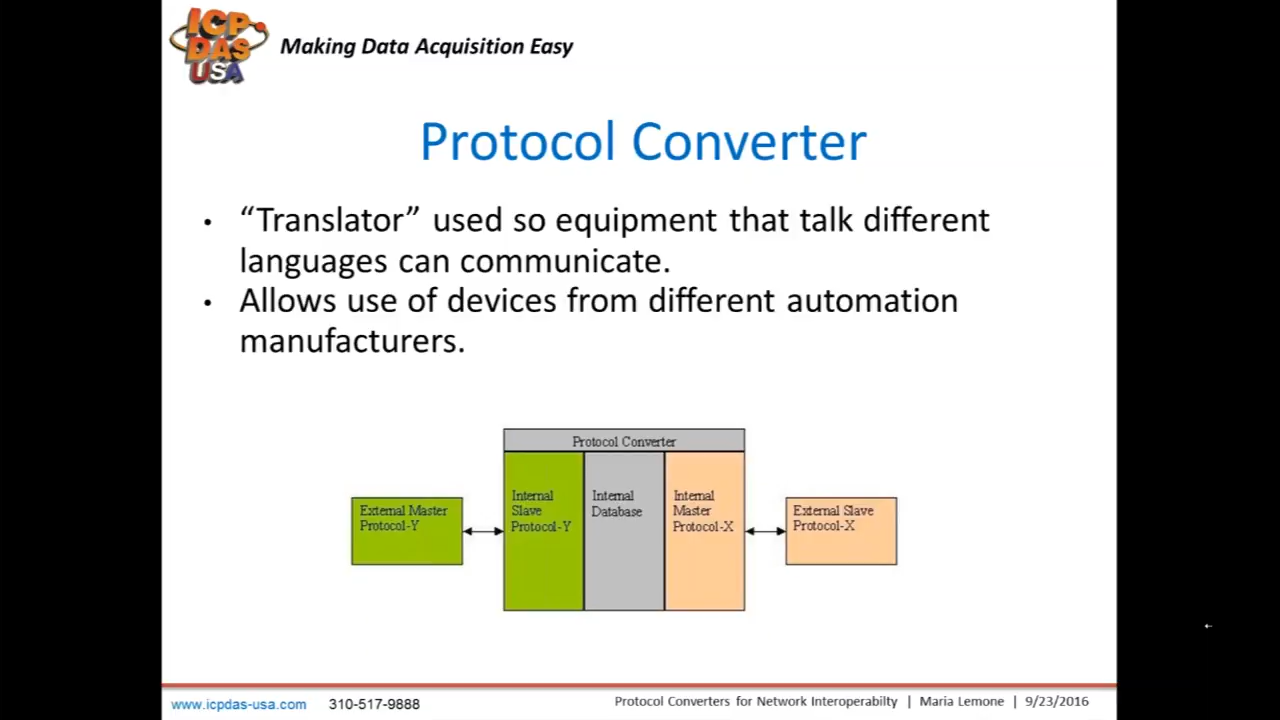 ICP
DAS
USA
Making Data Acquisition Easy
Protocol Converter
• “Translator” used so equipment that talk different
languages can communicate.
• Allows use of devices from different automation
manufacturers.
Protocol Converter
External Master
Protocol-Y
Internal
Slave
Protocol-Y
Internal
Database
Internal
Master
Protocol-X
External Slave
Protocol-X
www.icpdas-usa.com 310-517-9888
Protocol Converters for Network Interoperabilty | Maria Lemone | 9/23/2016